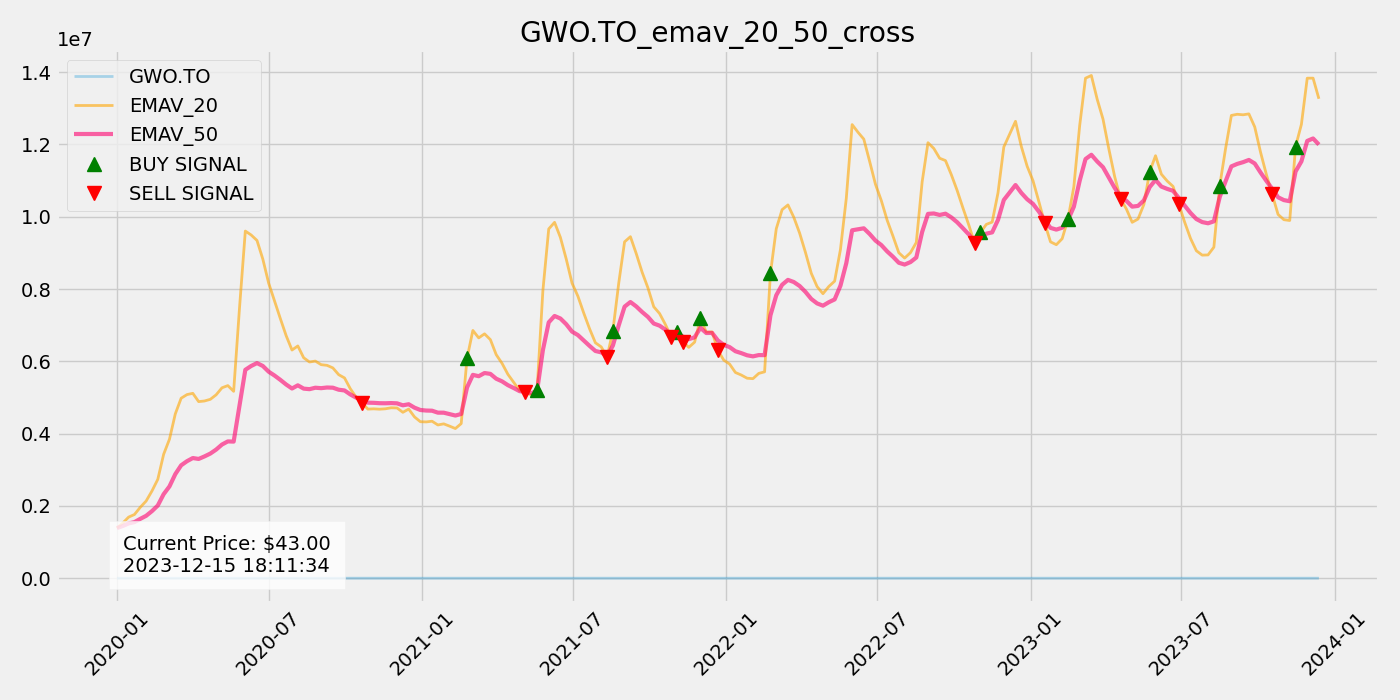 GWO.TO_emav_20_50_cross
1e7
1.4
1.2
1.0
0.8
0.6
0.4
0.2
0.0
GWO.TO
EMAV_20
EMAV_50
BUY SIGNAL
SELL SIGNAL
Current Price: $43.00
2023-12-15 18:11:34
2020-01
2020-07
2021-01
2021-07
2022-01
2022-07
2023-01
2023-07
2024-01